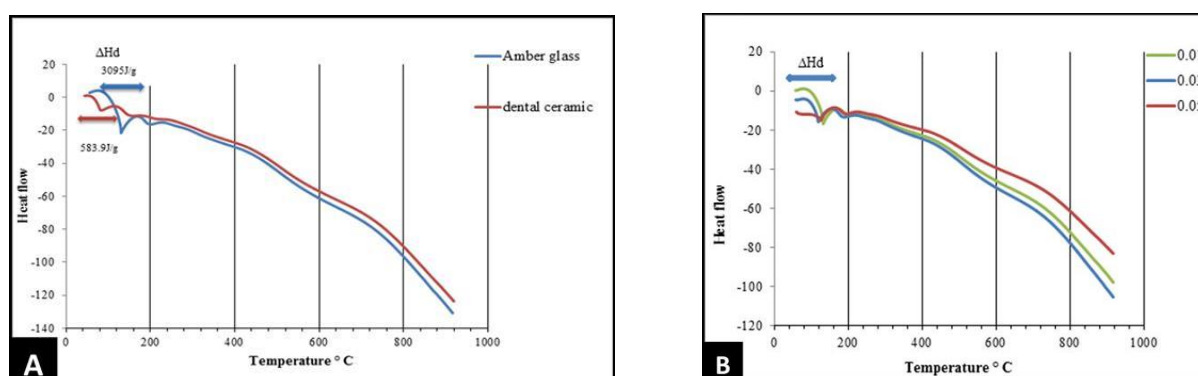 ΔHd
3095J/g
583.9J/g
Amber glass
dental ceramic
20
0
-20
-40
-60
-80
-100
-120
-140
0
200
400
600
800
1000
Heat flow
Temperature ° C
A
ΔHd
20
0
-20
-40
-60
-80
-100
-120
0
200
400
600
800
1000
Heat flow
Temperature ° C
B